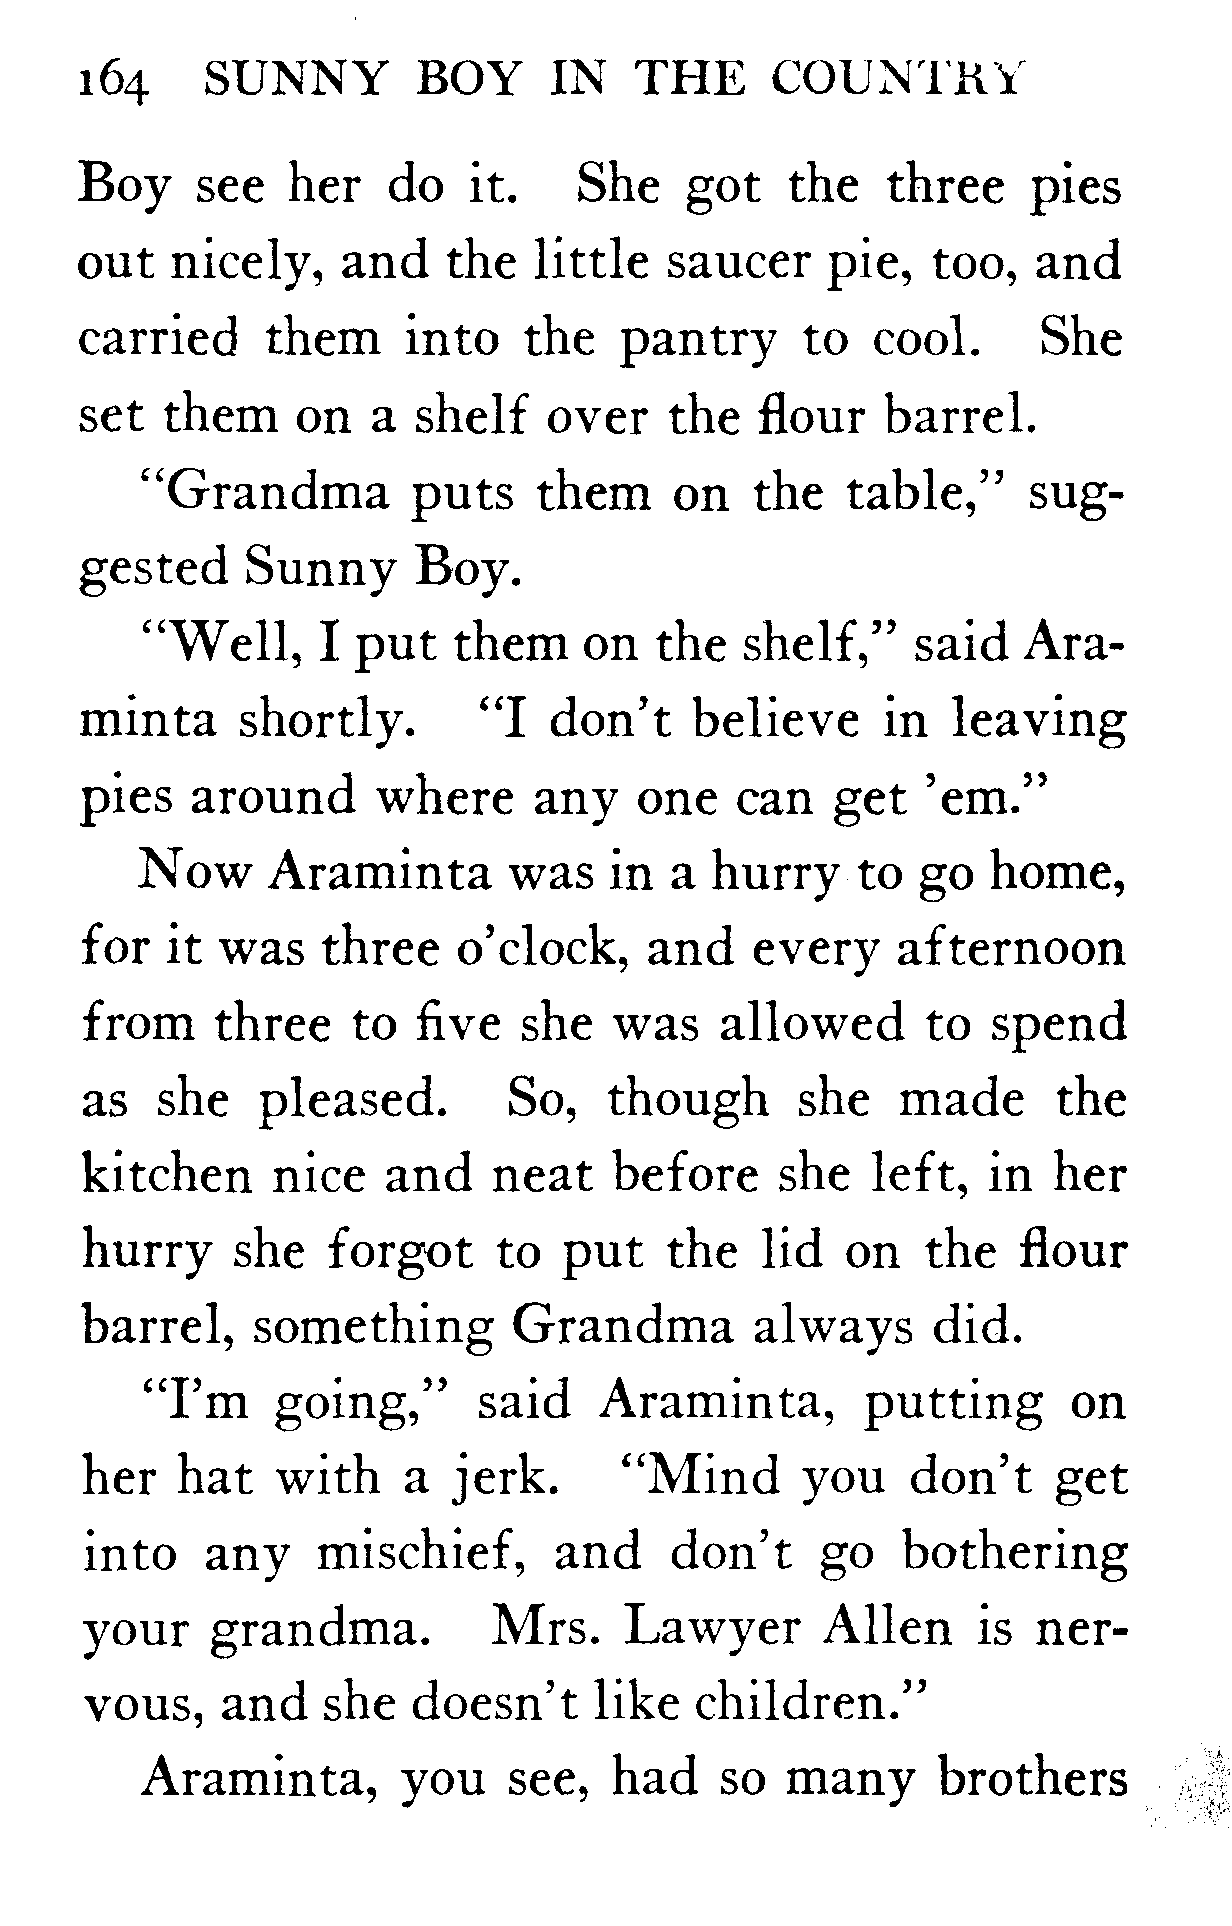 164 SUNNY BOY IN THE COUNTRY
Boy see her do it. She got the three pies
out nicely, and the little saucer pie, too, and
carried them into the pantry to cool. She
set them on a shelf over the flour barrel.
“Grandma puts them on the table,” sug-
gested Sunny Boy.
“Well, I put them on the shelf,” said Ara-
minta shortly. “I don’t believe in leaving
pies around where any one can get ’em.”
Now Araminta was in a hurry to go home,
for it was three o’clock, and every afternoon
from three to five she was allowed to spend
as she pleased. So, though she made the
kitchen nice and neat before she left, in her
hurry she forgot to put the lid on the flour
barrel, something Grandma always did.
“I’m going,” said Araminta, putting on
her hat with a jerk. “Mind you don’t get
into any mischief, and don’t go bothering
your grandma. Mrs. Lawyer Allen is ner-
vous, and she doesn’t like children.”
Araminta, you see, had so many brothers